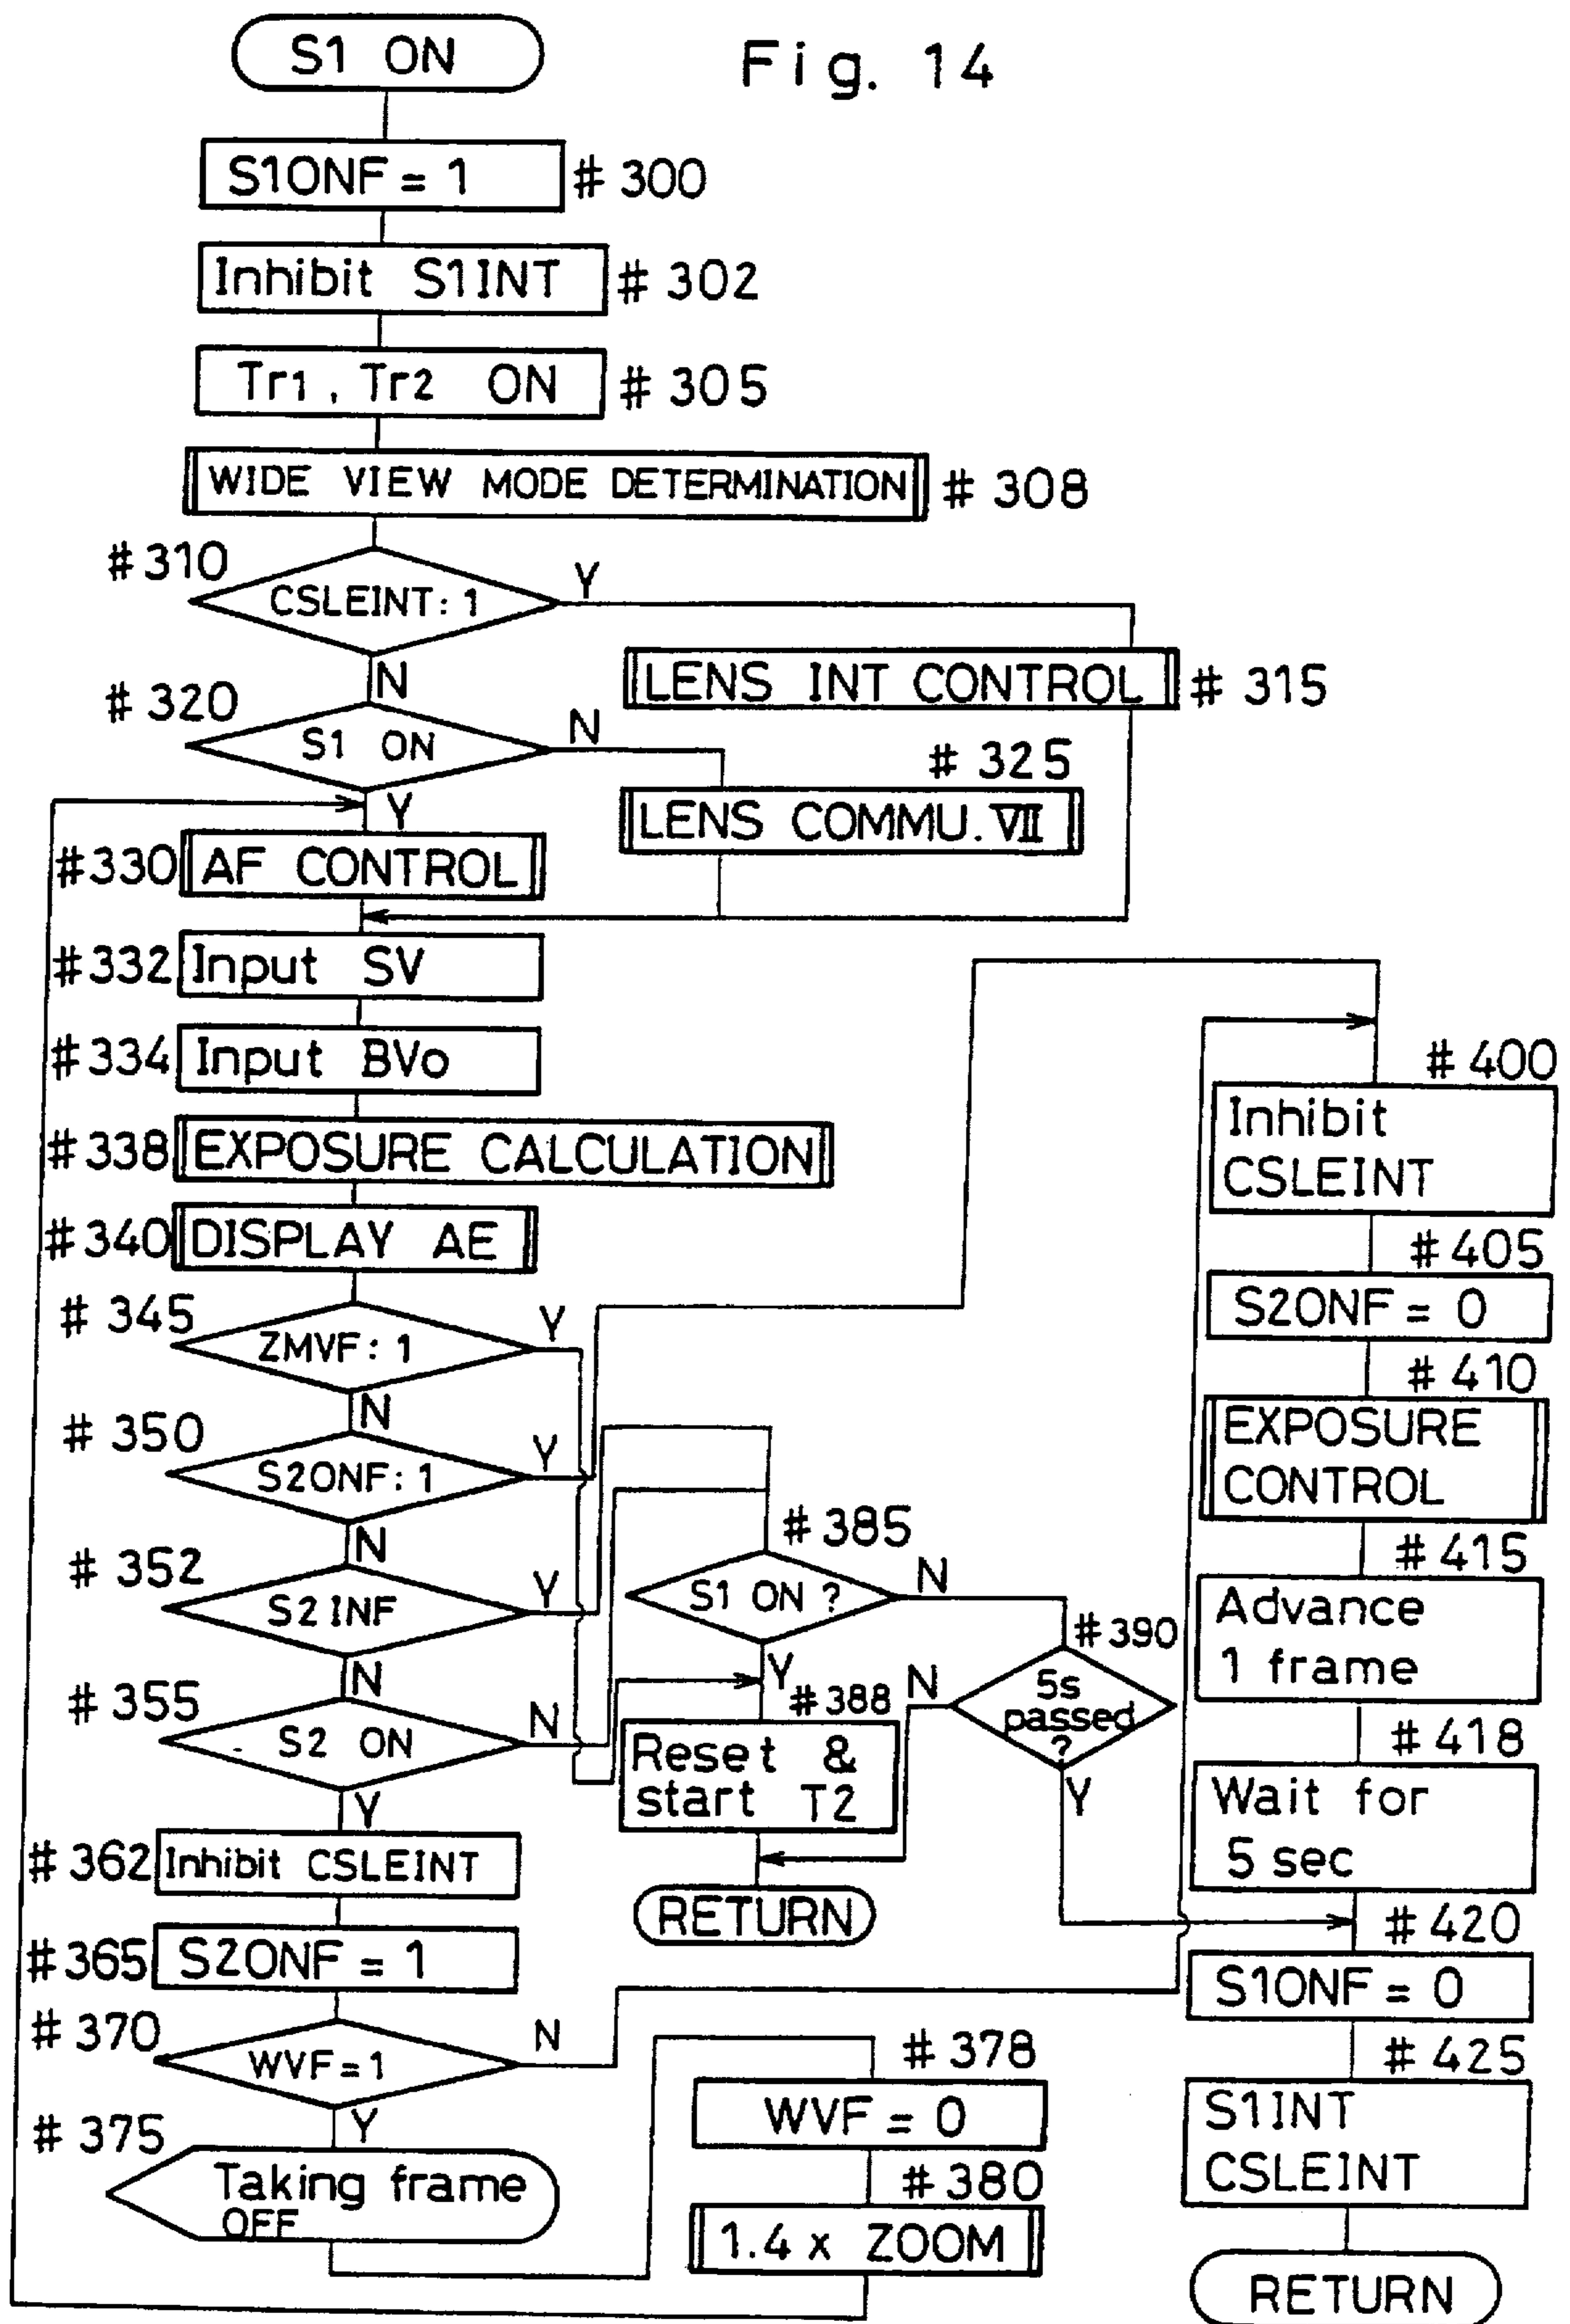 Fig. 14
S1 ON
S1ONF = 1 # 300
Inhibit S1INT # 302
Tr1, Tr2 ON # 305
WIDE VIEW MODE DETERMINATION # 308
# 310
CSLEINT: 1
Y
N
LENS INT CONTROL # 315
# 320
S1 ON
N
Y
# 325
LENS COMMU. VII
# 330 AF CONTROL
# 332 Input SV
# 334 Input BVo
# 338 EXPOSURE CALCULATION
# 340 DISPLAY AE
# 345
ZMVF: 1
Y
N
# 350
S2ONF: 1
Y
N
# 352
S2INF
Y
N
# 355
S2 ON
N
Y
# 362 Inhibit CSLEINT
# 365 S2ONF = 1
# 370
WVF=1
N
Y
# 375
Taking frame
OFF
# 378
WVF = 0
# 380
1.4 x ZOOM
# 385
S1 ON ?
N
Y
# 388
Reset &
start T2
RETURN
# 390
5s
passed
?
N
Y
# 400
Inhibit
CSLEINT
# 405
S2ONF = 0
# 410
EXPOSURE
CONTROL
# 415
Advance
1 frame
# 418
Wait for
5 sec
# 420
S1ONF = 0
# 425
S1INT
CSLEINT
RETURN